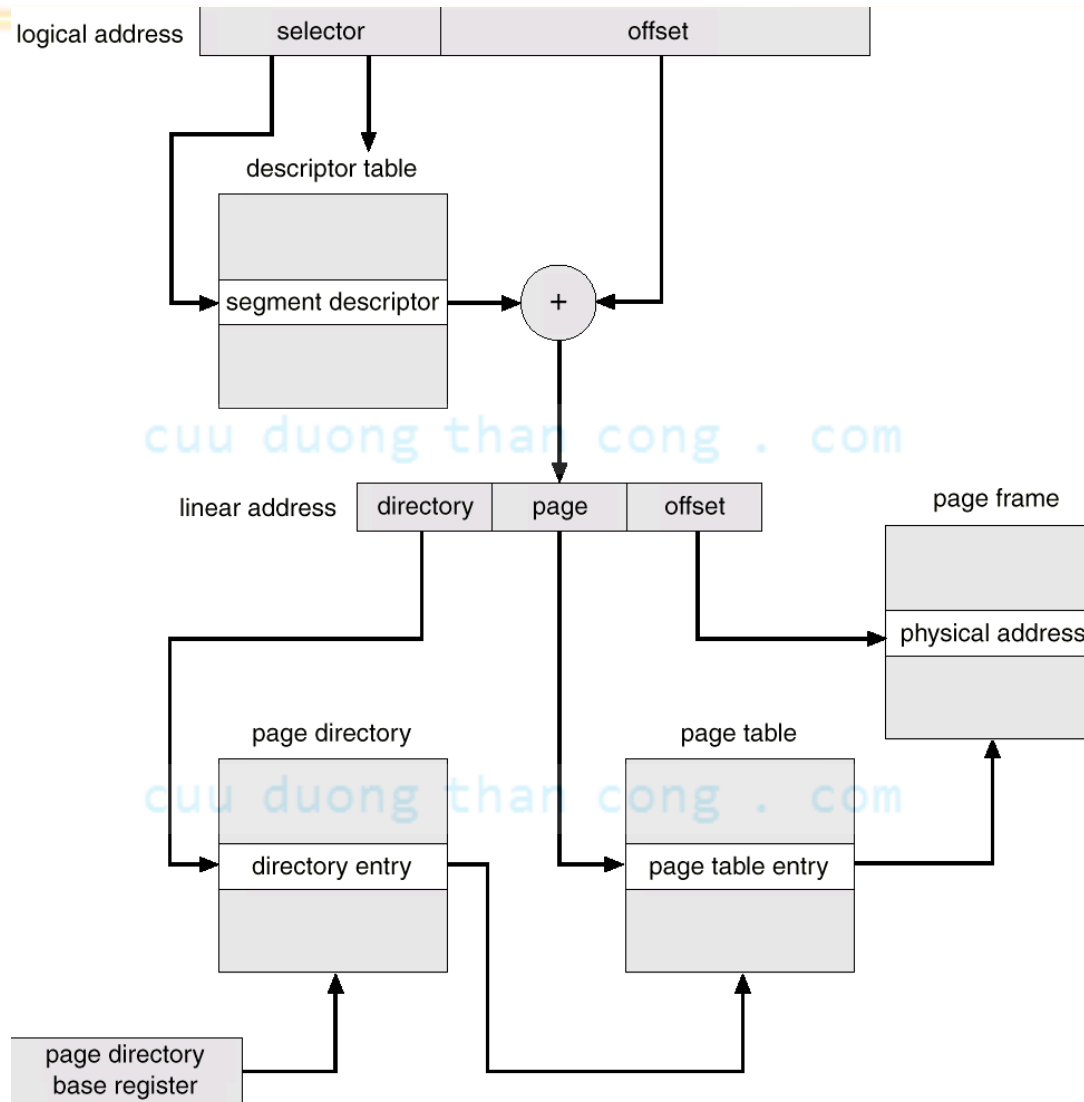 logical address
selector
offset
descriptor table
segment descriptor
+
cuu duong than cong . com
linear address
directory
page
offset
page frame
physical address
page directory
page table
cuu duong than cong . com
directory entry
page table entry
page directory
base register